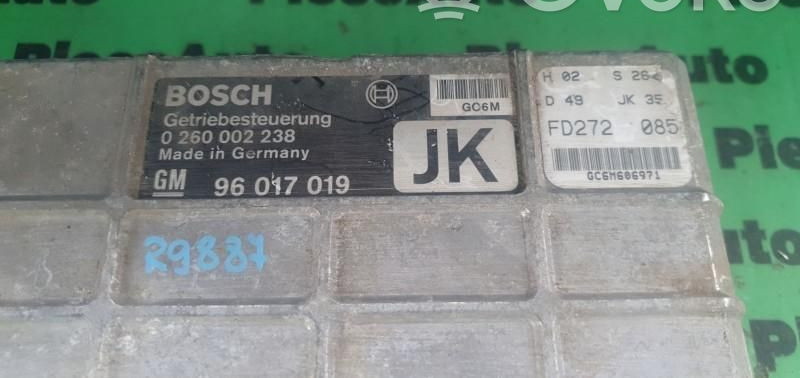 BOSCH
Getriebesteuerung
0 260 002 238
Made in Germany
GM 96 017 019
GC6M
JK
H 02 S 26
D 49 JK 35
FD272 085
GC6M606971
R9887